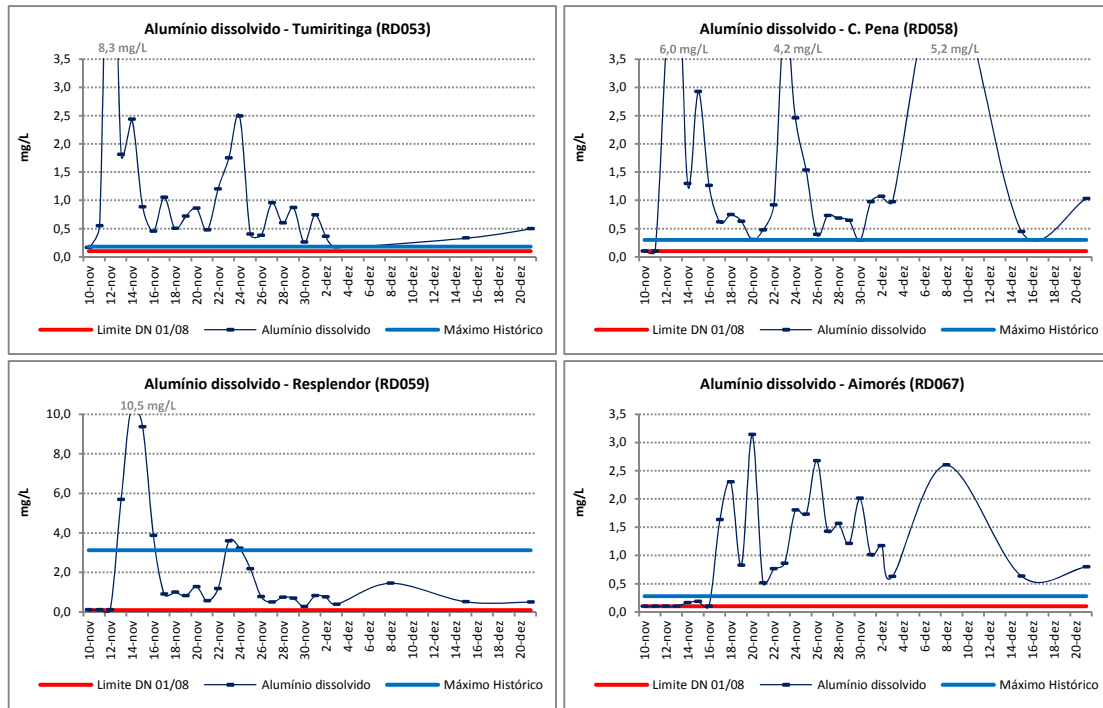 Alumínio dissolvido - Tumiritinga (RD053)
8,3 mg/L
3,5
3,0
2,5
2,0
1,5
1,0
0,5
0,0
mg/L
10-nov
12-nov
14-nov
16-nov
18-nov
20-nov
22-nov
24-nov
26-nov
28-nov
30-nov
2-dez
4-dez
6-dez
8-dez
10-dez
12-dez
14-dez
16-dez
18-dez
20-dez
Limite DN 01/08 Alumínio dissolvido Máximo Histórico
Alumínio dissolvido - C. Pena (RD058)
6,0 mg/L 4,2 mg/L 5,2 mg/L
3,5
3,0
2,5
2,0
1,5
1,0
0,5
0,0
mg/L
10-nov
12-nov
14-nov
16-nov
18-nov
20-nov
22-nov
24-nov
26-nov
28-nov
30-nov
2-dez
4-dez
6-dez
8-dez
10-dez
12-dez
14-dez
16-dez
18-dez
20-dez
Limite DN 01/08 Alumínio dissolvido Máximo Histórico
Alumínio dissolvido - Resplendor (RD059)
10,5 mg/L
10,0
8,0
6,0
4,0
2,0
0,0
mg/L
10-nov
12-nov
14-nov
16-nov
18-nov
20-nov
22-nov
24-nov
26-nov
28-nov
30-nov
2-dez
4-dez
6-dez
8-dez
10-dez
12-dez
14-dez
16-dez
18-dez
20-dez
Limite DN 01/08 Alumínio dissolvido Máximo Histórico
Alumínio dissolvido - Aimorés (RD067)
3,5
3,0
2,5
2,0
1,5
1,0
0,5
0,0
mg/L
10-nov
12-nov
14-nov
16-nov
18-nov
20-nov
22-nov
24-nov
26-nov
28-nov
30-nov
2-dez
4-dez
6-dez
8-dez
10-dez
12-dez
14-dez
16-dez
18-dez
20-dez
Limite DN 01/08 Alumínio dissolvido Máximo Histórico